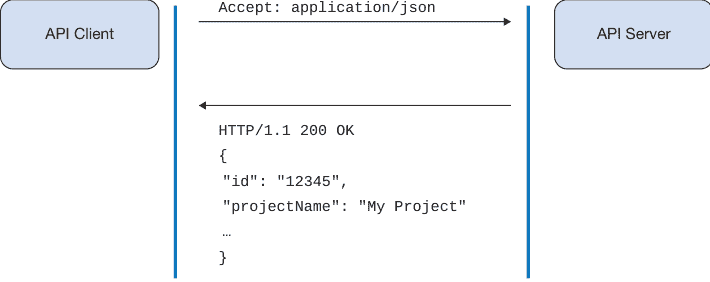 Accept: application/json
API Client
API Server
HTTP/1.1 200 OK
{
"id": "12345",
"projectName": "My Project"
…
}